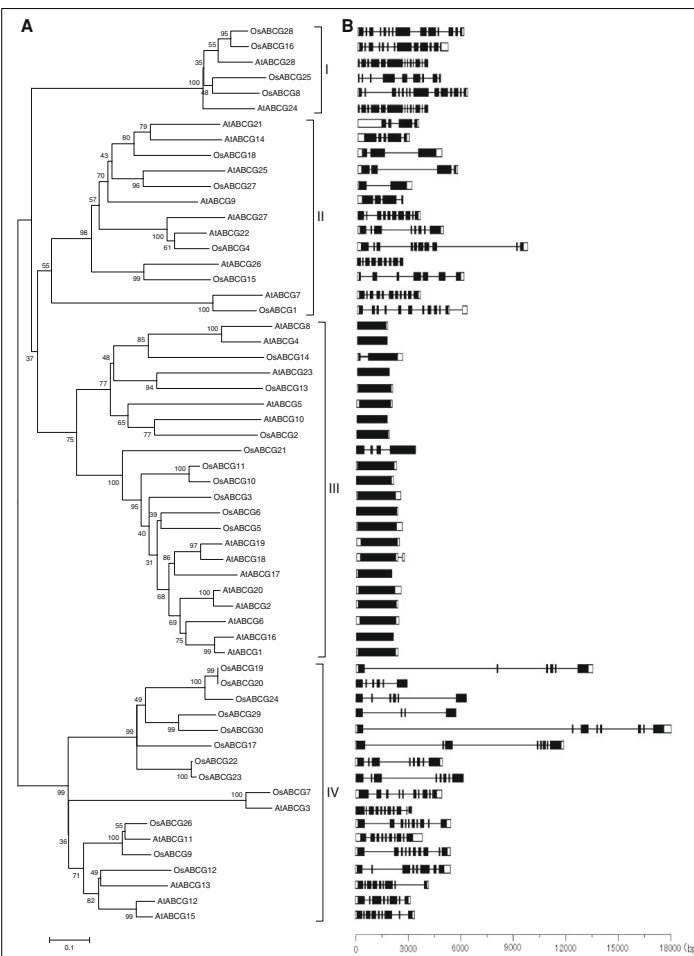 A
B
95
OsABCG28
55
OsABCG16
35
AtABCG28
I
OsABCG25
100
48
OsABCG8
AtABCG24
AtABCG21
79
80
AtABCG14
43
OsABCG18
70
AtABCG25
96
OsABCG27
57
AtABCG9
II
AtABCG27
98
100
AtABCG22
61
OsABCG4
AtABCG26
55
99
OsABCG15
AtABCG7
100
OsABCG1
37
AtABCG8
100
85
AtABCG4
48
OsABCG14
77
AtABCG23
94
OsABCG13
AtABCG5
75
65
AtABCG10
77
OsABCG2
OsABCG21
OsABCG11
100
OsABCG10
III
95
OsABCG3
39
OsABCG6
40
OsABCG5
97
AtABCG19
31
86
AtABCG18
AtABCG17
68
100
AtABCG20
AtABCG2
69
AtABCG6
75
AtABCG16
99
AtABCG1
99
OsABCG19
100
OsABCG20
49
OsABCG24
OsABCG29
99
99
OsABCG30
OsABCG17
OsABCG22
100
OsABCG23
99
OsABCG7
100
IV
AtABCG3
36
55
OsABCG26
100
AtABCG11
OsABCG9
71
49
OsABCG12
AtABCG13
82
AtABCG12
99
AtABCG15
0.1
0 3000 6000 9000 12000 15000 18000 (bp